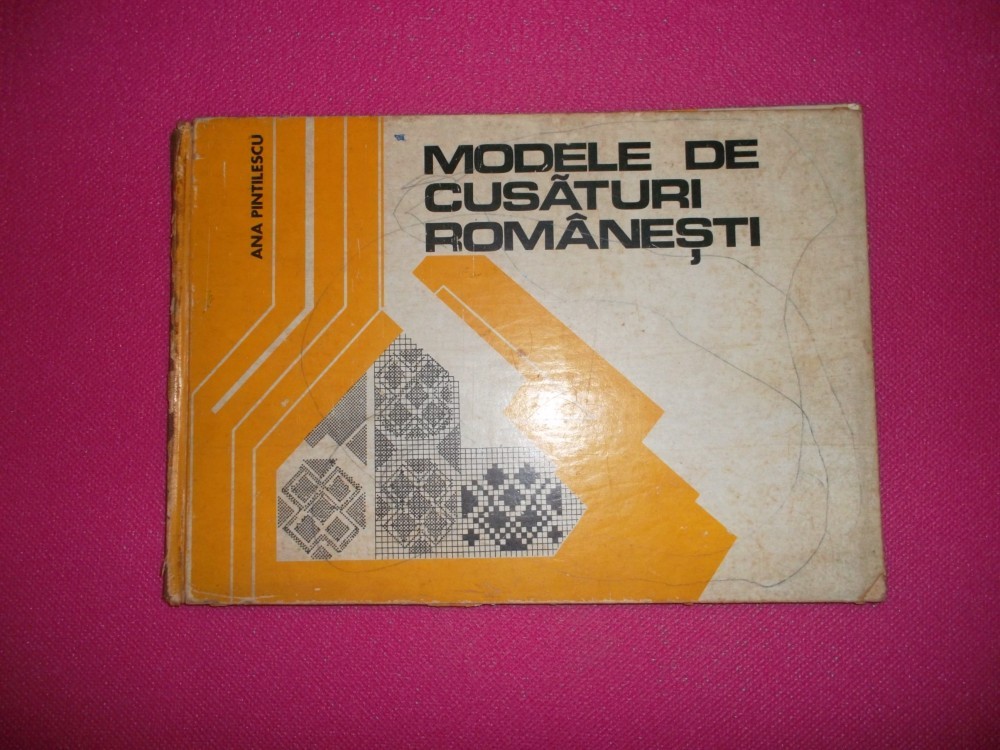 ANA PINTILESCU
MODELE DE
CUSĂTURI
ROMÂNEȘTI